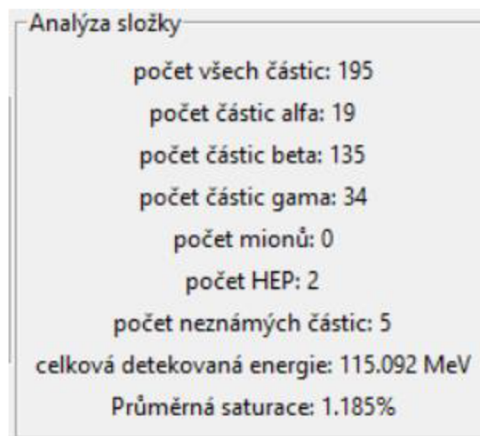 Analýza složky
počet všech částic: 195
počet částic alfa: 19
počet částic beta: 135
počet částic gama: 34
počet mionů: 0
počet HEP: 2
počet neznámých částic: 5
celková detekovaná energie: 115.092 MeV
Průměrná saturace: 1.185%